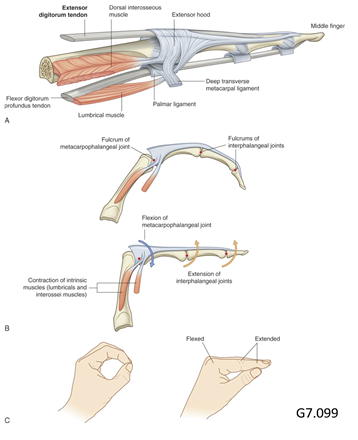 Extensor
digitorum tendon
Dorsal interosseous
muscle
Extensor hood
Middle finger
Flexor digitorum
profundus tendon
Lumbrical muscle
Palmar ligament
Deep transverse
metacarpal ligament
A
Fulcrum of
metacarpophalangeal joint
Fulcrums of
interphalangeal joints
Flexion of
metacarpophalangeal joint
Contraction of intrinsic
muscles (lumbricals and
interossei muscles)
Extension of
interphalangeal joints
B
Flexed
Extended
C
G7.099